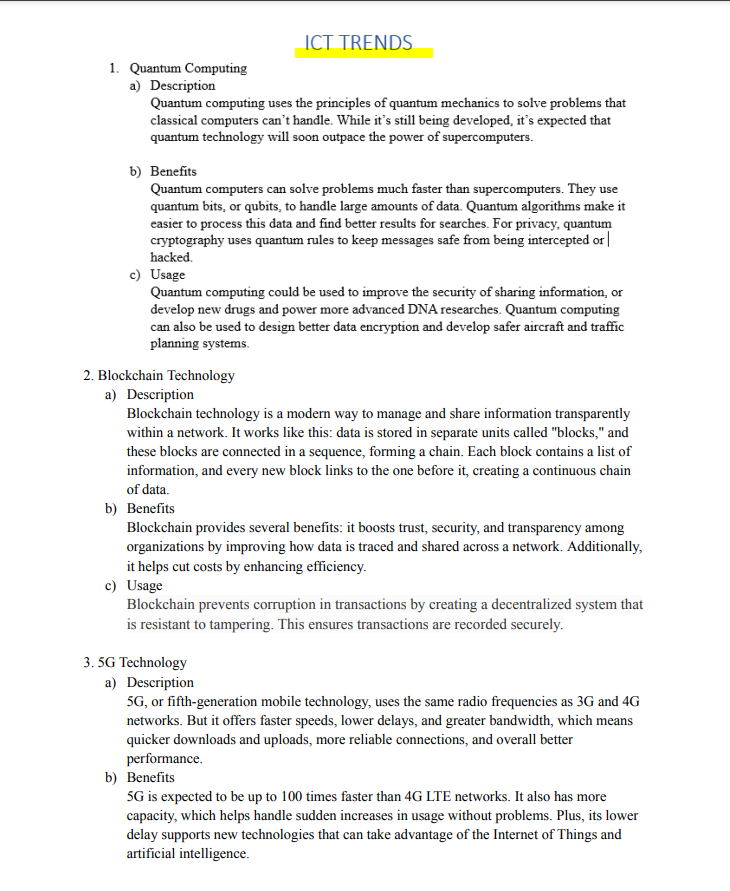 ICT TRENDS
1. Quantum Computing
a) Description
Quantum computing uses the principles of quantum mechanics to solve problems that
classical computers can't handle. While it's still being developed, it's expected that
quantum technology will soon outpace the power of supercomputers.
b) Benefits
Quantum computers can solve problems much faster than supercomputers. They use
quantum bits, or qubits, to handle large amounts of data. Quantum algorithms make it
easier to process this data and find better results for searches. For privacy, quantum
cryptography uses quantum rules to keep messages safe from being intercepted or
hacked.
c) Usage
Quantum computing could be used to improve the security of sharing information, or
develop new drugs and power more advanced DNA researches. Quantum computing
can also be used to design better data encryption and develop safer aircraft and traffic
planning systems.
2. Blockchain Technology
a) Description
Blockchain technology is a modern way to manage and share information transparently
within a network. It works like this: data is stored in separate units called "blocks," and
these blocks are connected in a sequence, forming a chain. Each block contains a list of
information, and every new block links to the one before it, creating a continuous chain
of data.
b) Benefits
Blockchain provides several benefits: it boosts trust, security, and transparency among
organizations by improving how data is traced and shared across a network. Additionally,
it helps cut costs by enhancing efficiency.
c) Usage
Blockchain prevents corruption in transactions by creating a decentralized system that
is resistant to tampering. This ensures transactions are recorded securely.
3. 5G Technology
a) Description
5G, or fifth-generation mobile technology, uses the same radio frequencies as 3G and 4G
networks. But it offers faster speeds, lower delays, and greater bandwidth, which means
quicker downloads and uploads, more reliable connections, and overall better
performance.
b) Benefits
5G is expected to be up to 100 times faster than 4G LTE networks. It also has more
capacity, which helps handle sudden increases in usage without problems. Plus, its lower
delay supports new technologies that can take advantage of the Internet of Things and
artificial intelligence.